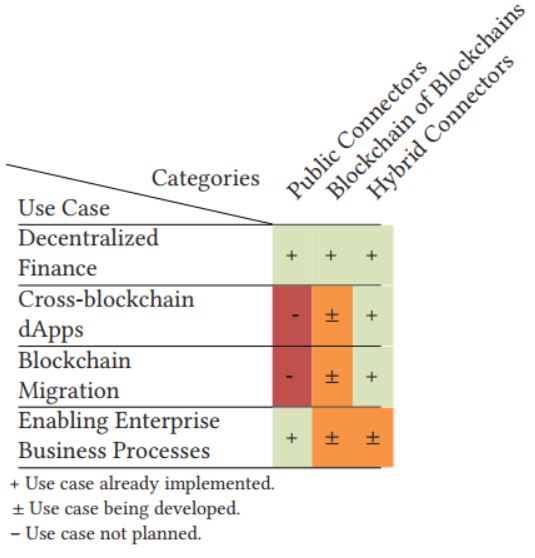 Public Connectors
Blockchain of Blockchains
Hybrid Connectors
Categories
Use Case
Decentralized
Finance
+ + +
Cross-blockchain
dApps
- ± +
Blockchain
Migration
- ± +
Enabling Enterprise
Business Processes
+ ± ±
+ Use case already implemented.
± Use case being developed.
− Use case not planned.